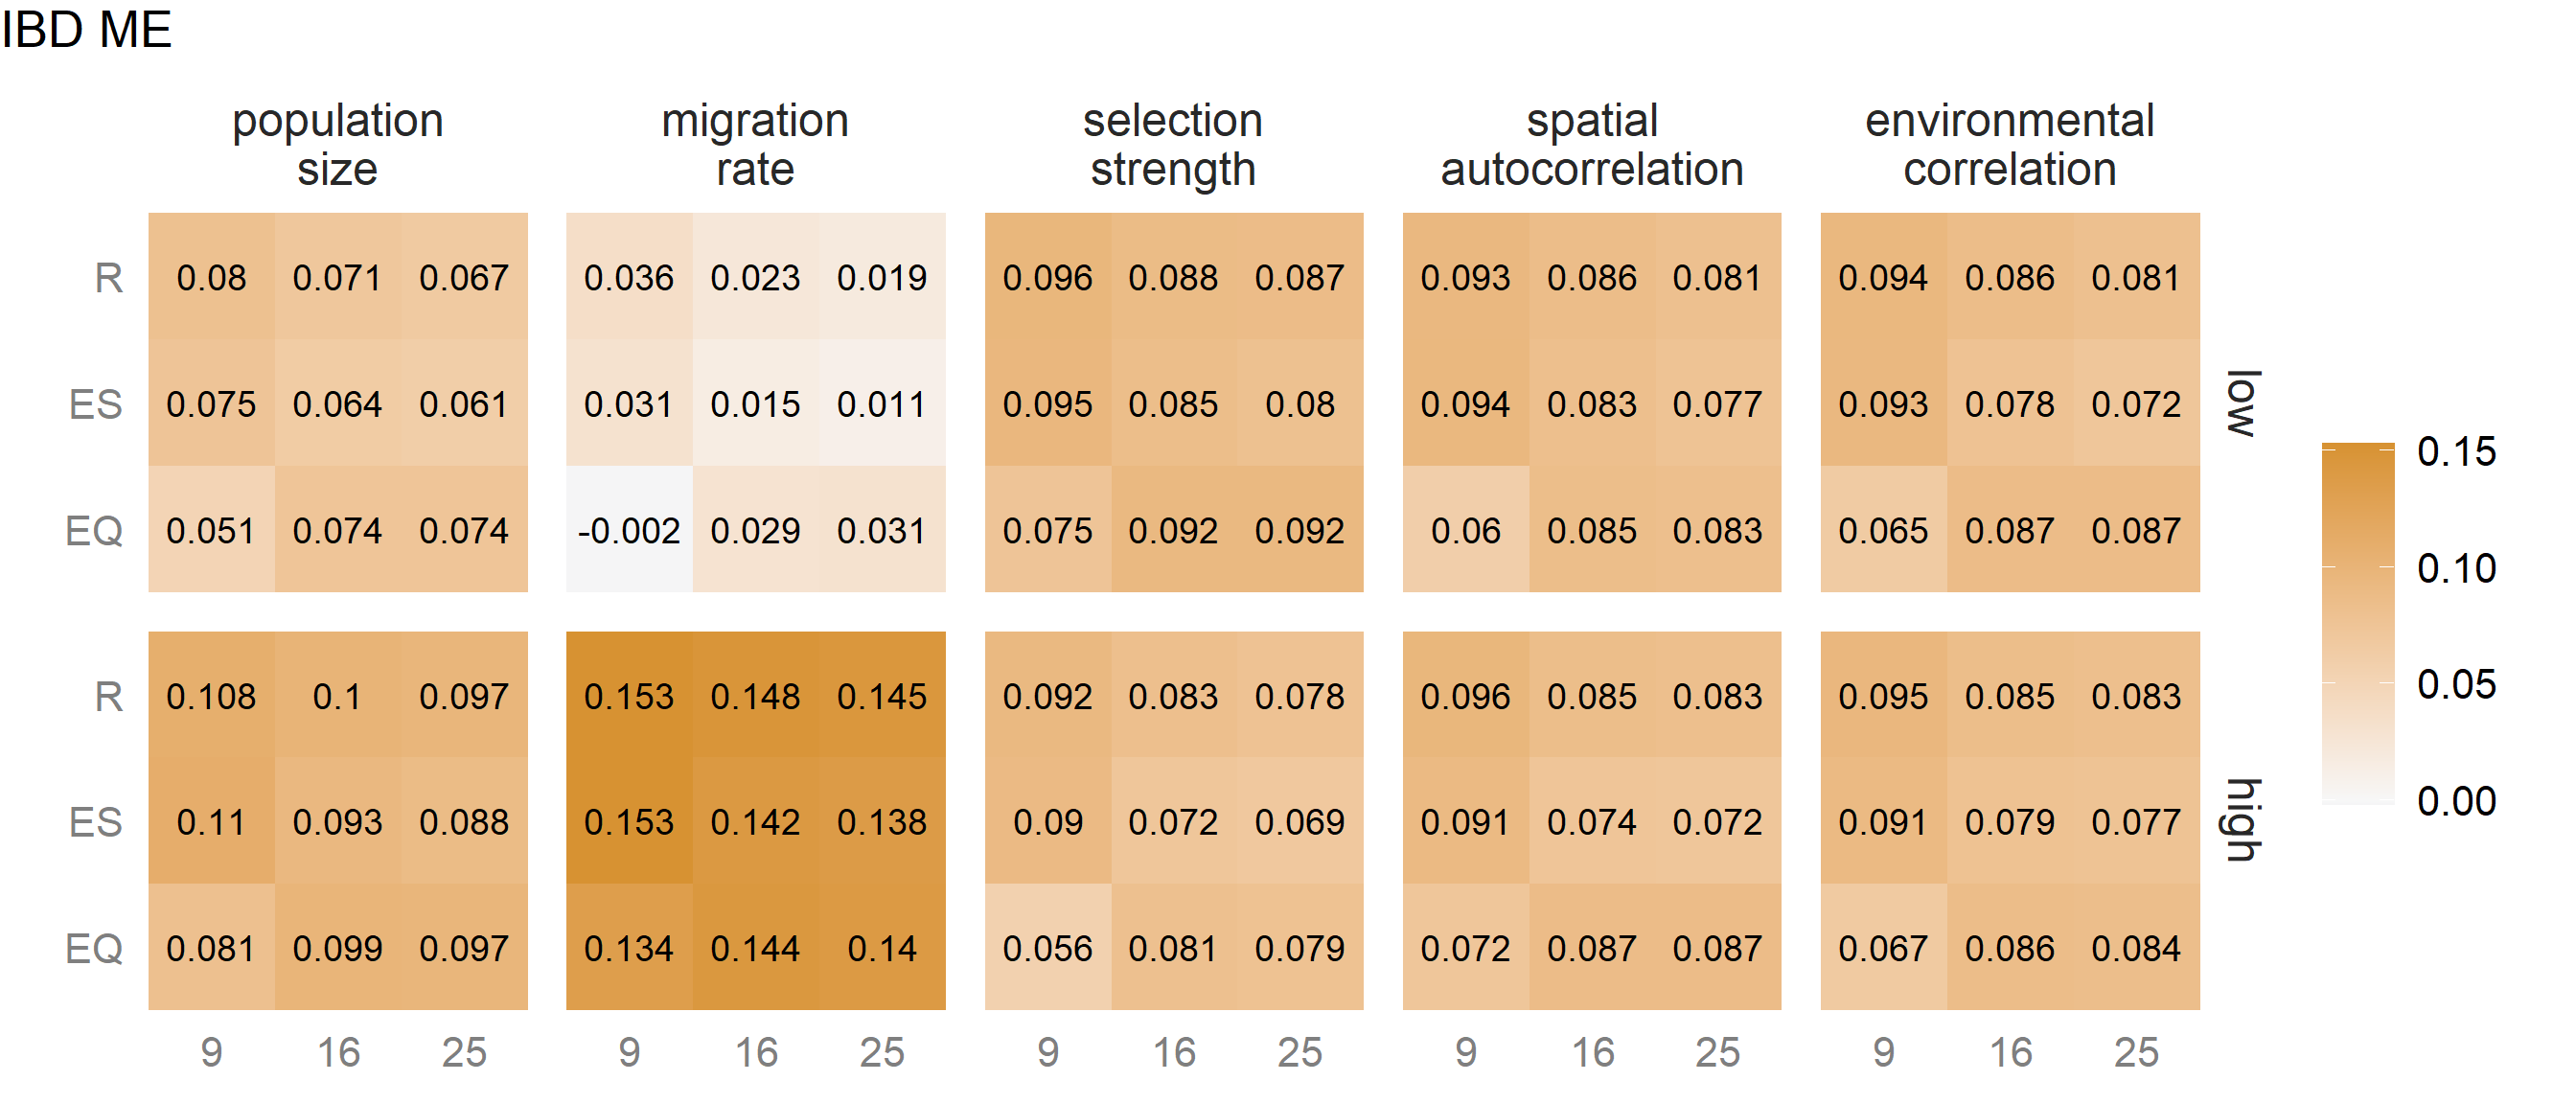 IBD ME
population size
migration rate
selection strength
spatial autocorrelation
environmental correlation
R 0.08 0.071 0.067 0.036 0.023 0.019 0.096 0.088 0.087 0.093 0.086 0.081 0.094 0.086 0.081
ES 0.075 0.064 0.061 0.031 0.015 0.011 0.095 0.085 0.08 0.094 0.083 0.077 0.093 0.078 0.072
EQ 0.051 0.074 0.074 -0.002 0.029 0.031 0.075 0.092 0.092 0.06 0.085 0.083 0.065 0.087 0.087
low
R 0.108 0.1 0.097 0.153 0.148 0.145 0.092 0.083 0.078 0.096 0.085 0.083 0.095 0.085 0.083
ES 0.11 0.093 0.088 0.153 0.142 0.138 0.09 0.072 0.069 0.091 0.074 0.072 0.091 0.079 0.077
EQ 0.081 0.099 0.097 0.134 0.144 0.14 0.056 0.081 0.079 0.072 0.087 0.087 0.067 0.086 0.084
high
9 16 25 9 16 25 9 16 25 9 16 25 9 16 25
0.15
0.10
0.05
0.00